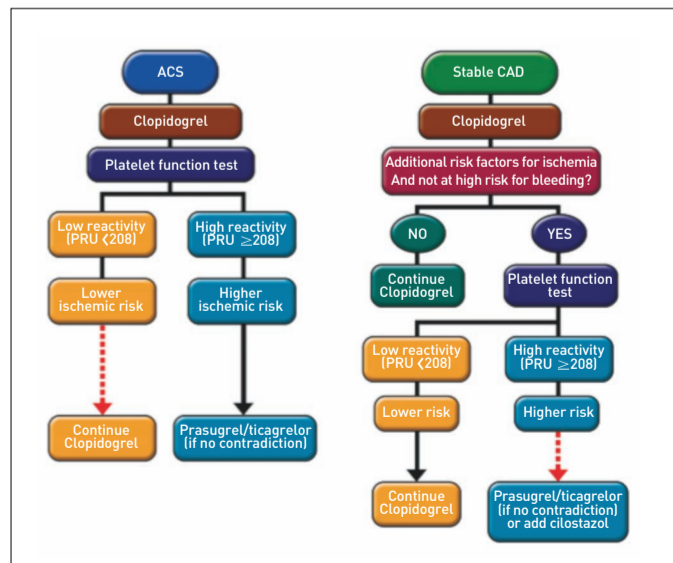 ACS
Clopidogrel
Platelet function test
Low reactivity
(PRU <208)
High reactivity
(PRU ≥208)
Lower
ischemic risk
Higher
ischemic risk
Continue
Clopidogrel
Prasugrel/ticagrelor
(if no contradiction)
Stable CAD
Clopidogrel
Additional risk factors for ischemia
And not at high risk for bleeding?
NO
YES
Continue
Clopidogrel
Platelet function
test
Low reactivity
(PRU <208)
High reactivity
(PRU ≥208)
Lower risk
Higher risk
Continue
Clopidogrel
Prasugrel/ticagrelor
(if no contradiction)
or add cilostazol